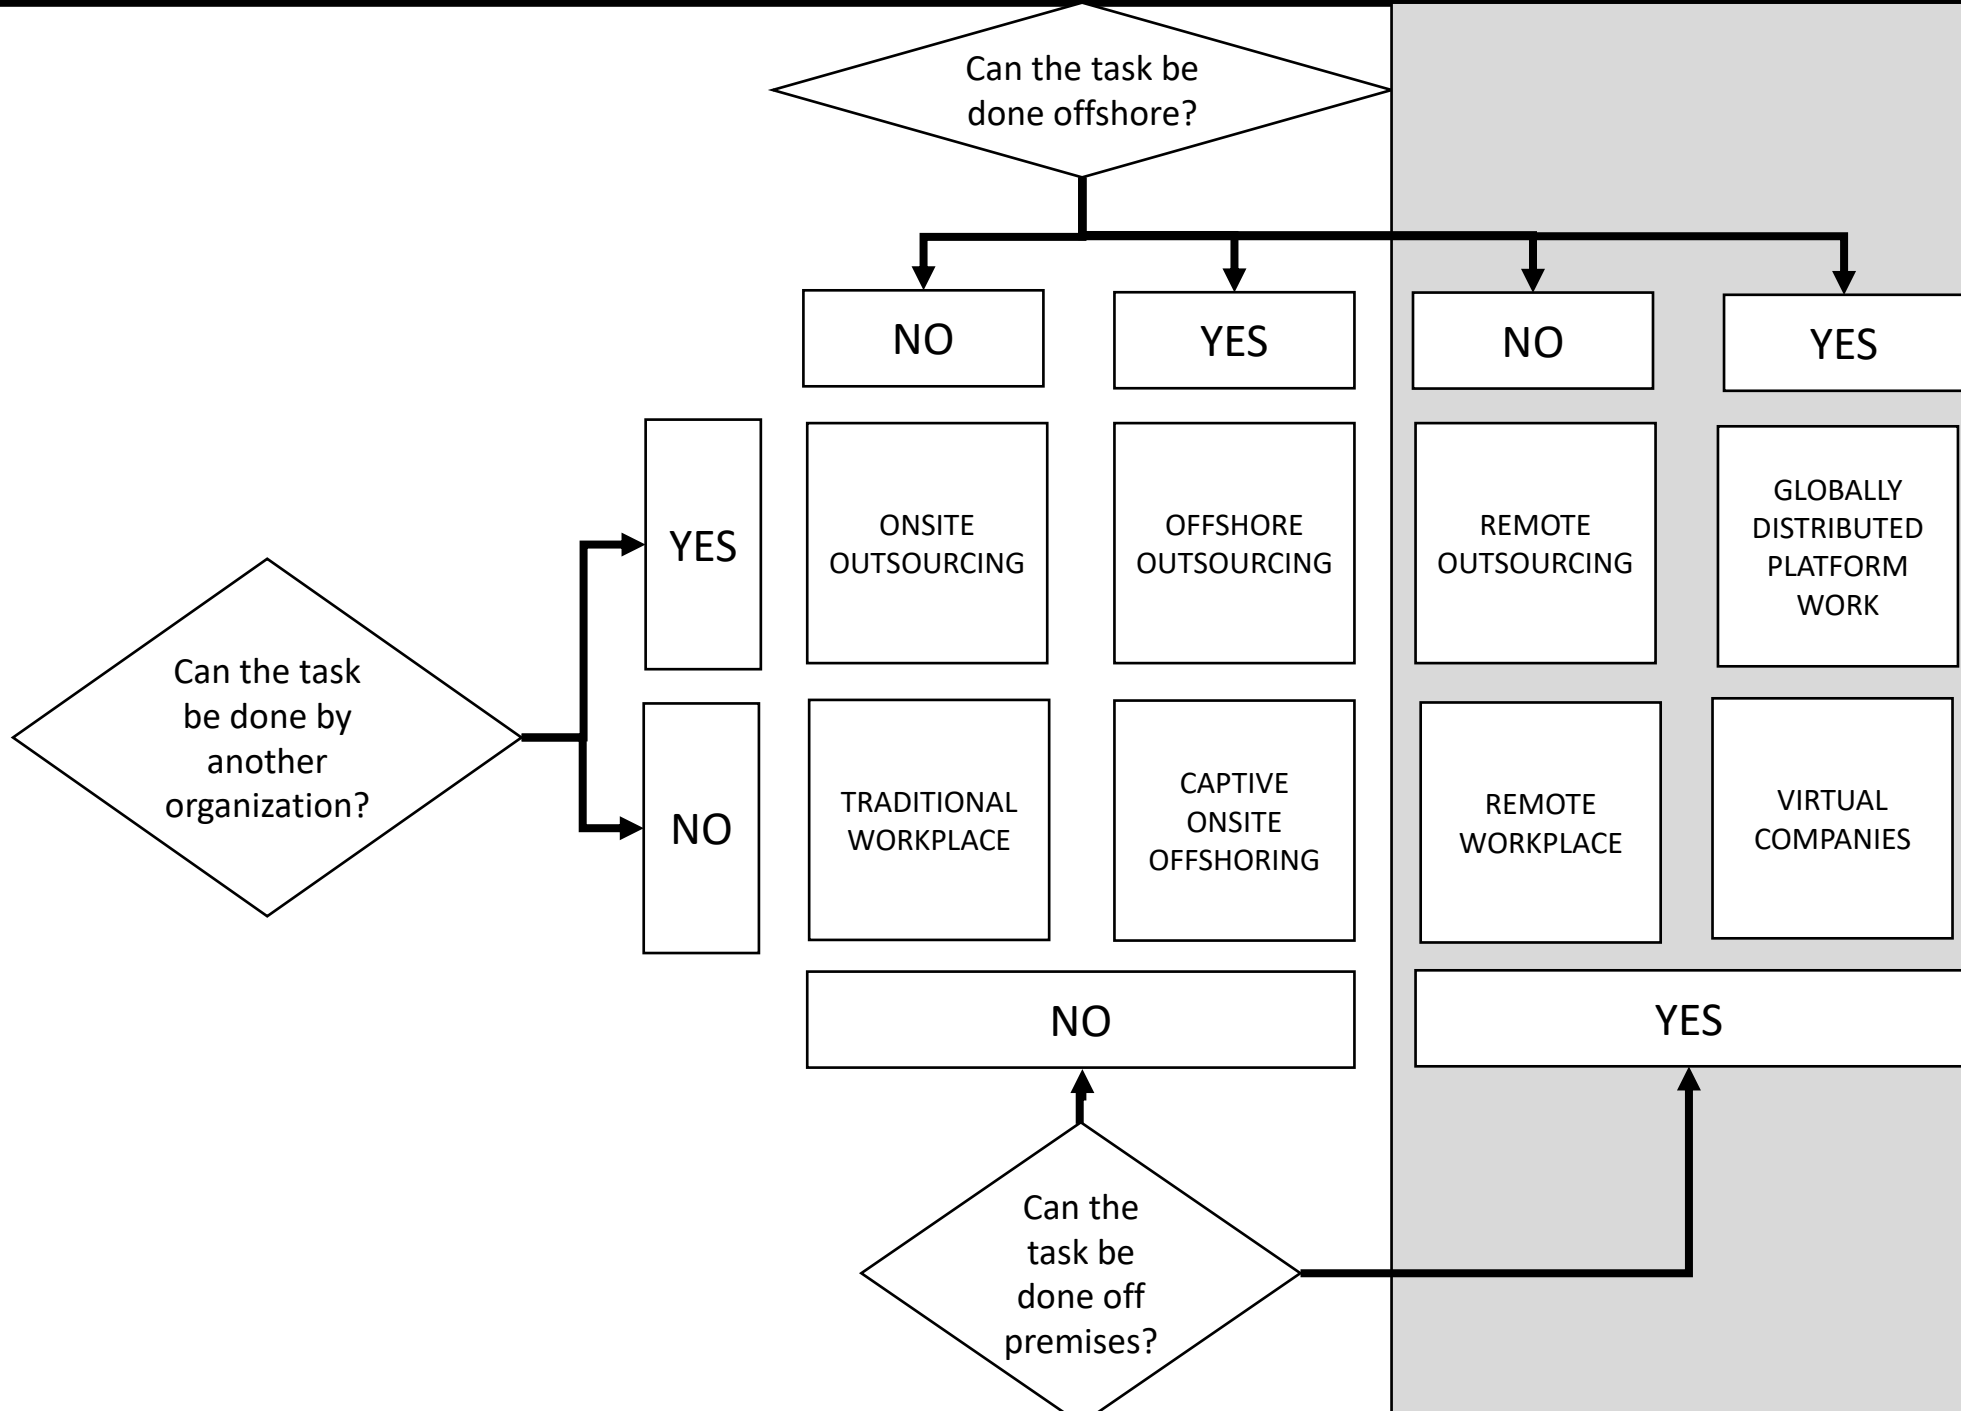 Can the task be
done offshore?
NO
YES
NO
YES
YES
ONSITE
OUTSOURCING
OFFSHORE
OUTSOURCING
REMOTE
OUTSOURCING
GLOBALLY
DISTRIBUTED
PLATFORM
WORK
Can the task
be done by
another
organization?
NO
TRADITIONAL
WORKPLACE
CAPTIVE
ONSITE
OFFSHORING
REMOTE
WORKPLACE
VIRTUAL
COMPANIES
NO
YES
Can the
task be
done off
premises?